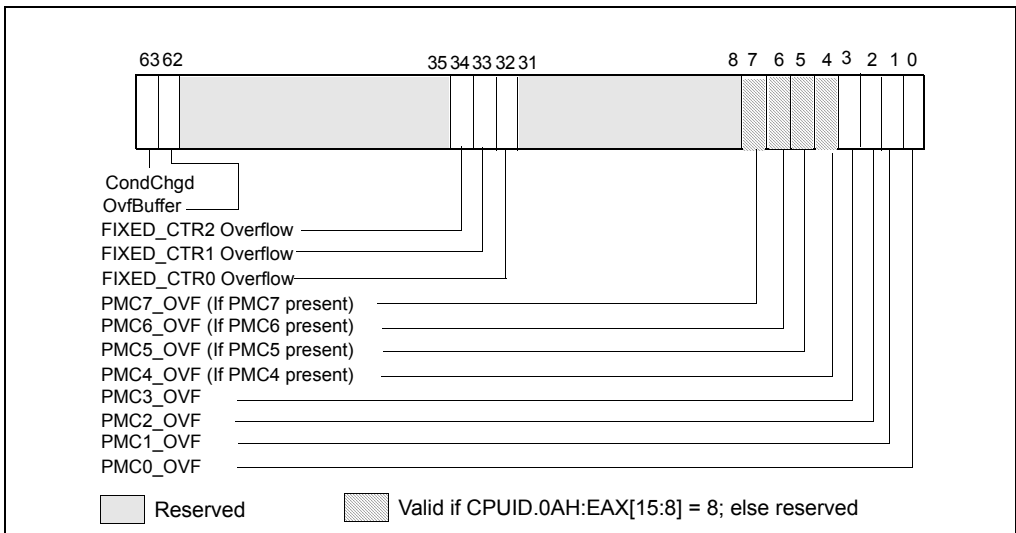 63 62 35 34 33 32 31 8 7 6 5 4 3 2 1 0
CondChgd
OvfBuffer
FIXED_CTR2 Overflow
FIXED_CTR1 Overflow
FIXED_CTR0 Overflow
PMC7_OVF (If PMC7 present)
PMC6_OVF (If PMC6 present)
PMC5_OVF (If PMC5 present)
PMC4_OVF (If PMC4 present)
PMC3_OVF
PMC2_OVF
PMC1_OVF
PMC0_OVF
Reserved Valid if CPUID.0AH:EAX[15:8] = 8; else reserved